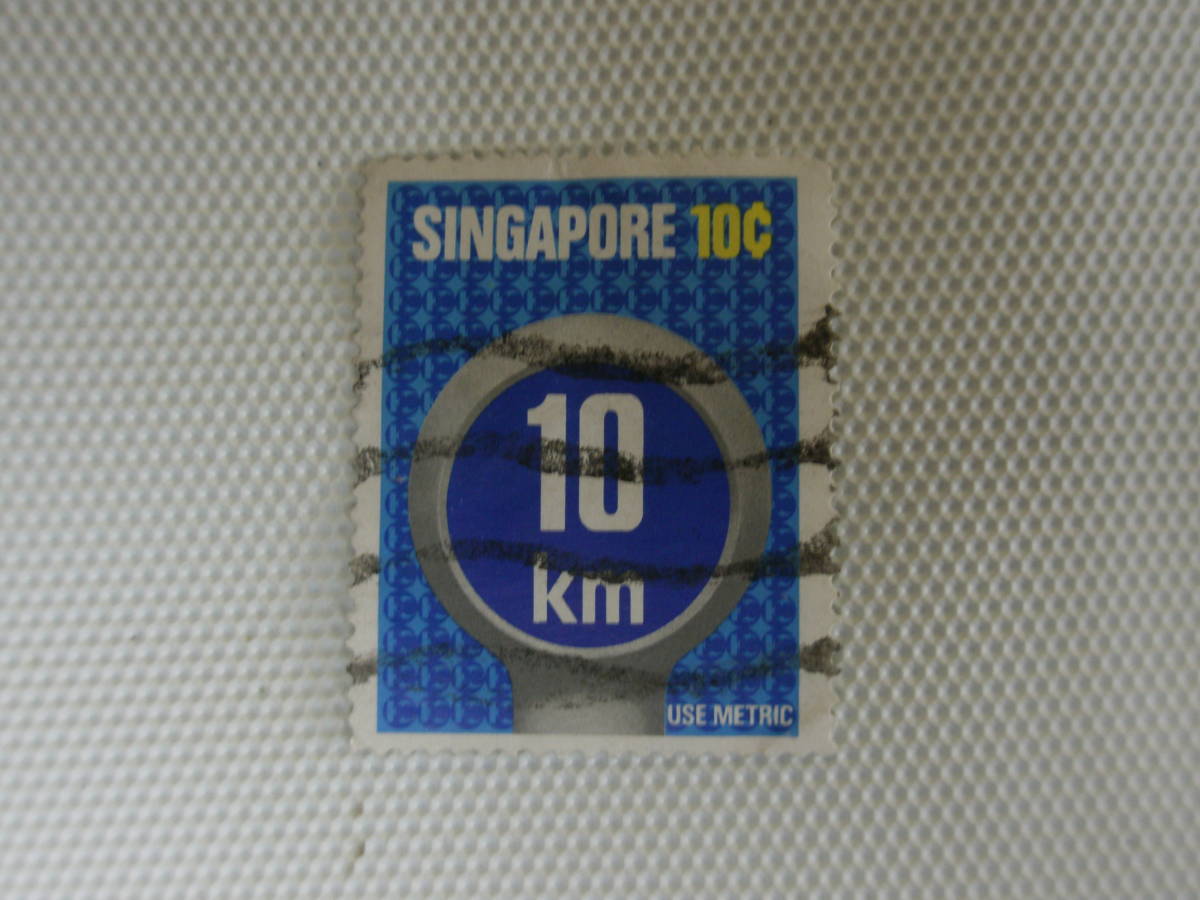 SINGAPORE 10¢
10
km
USE METRIC